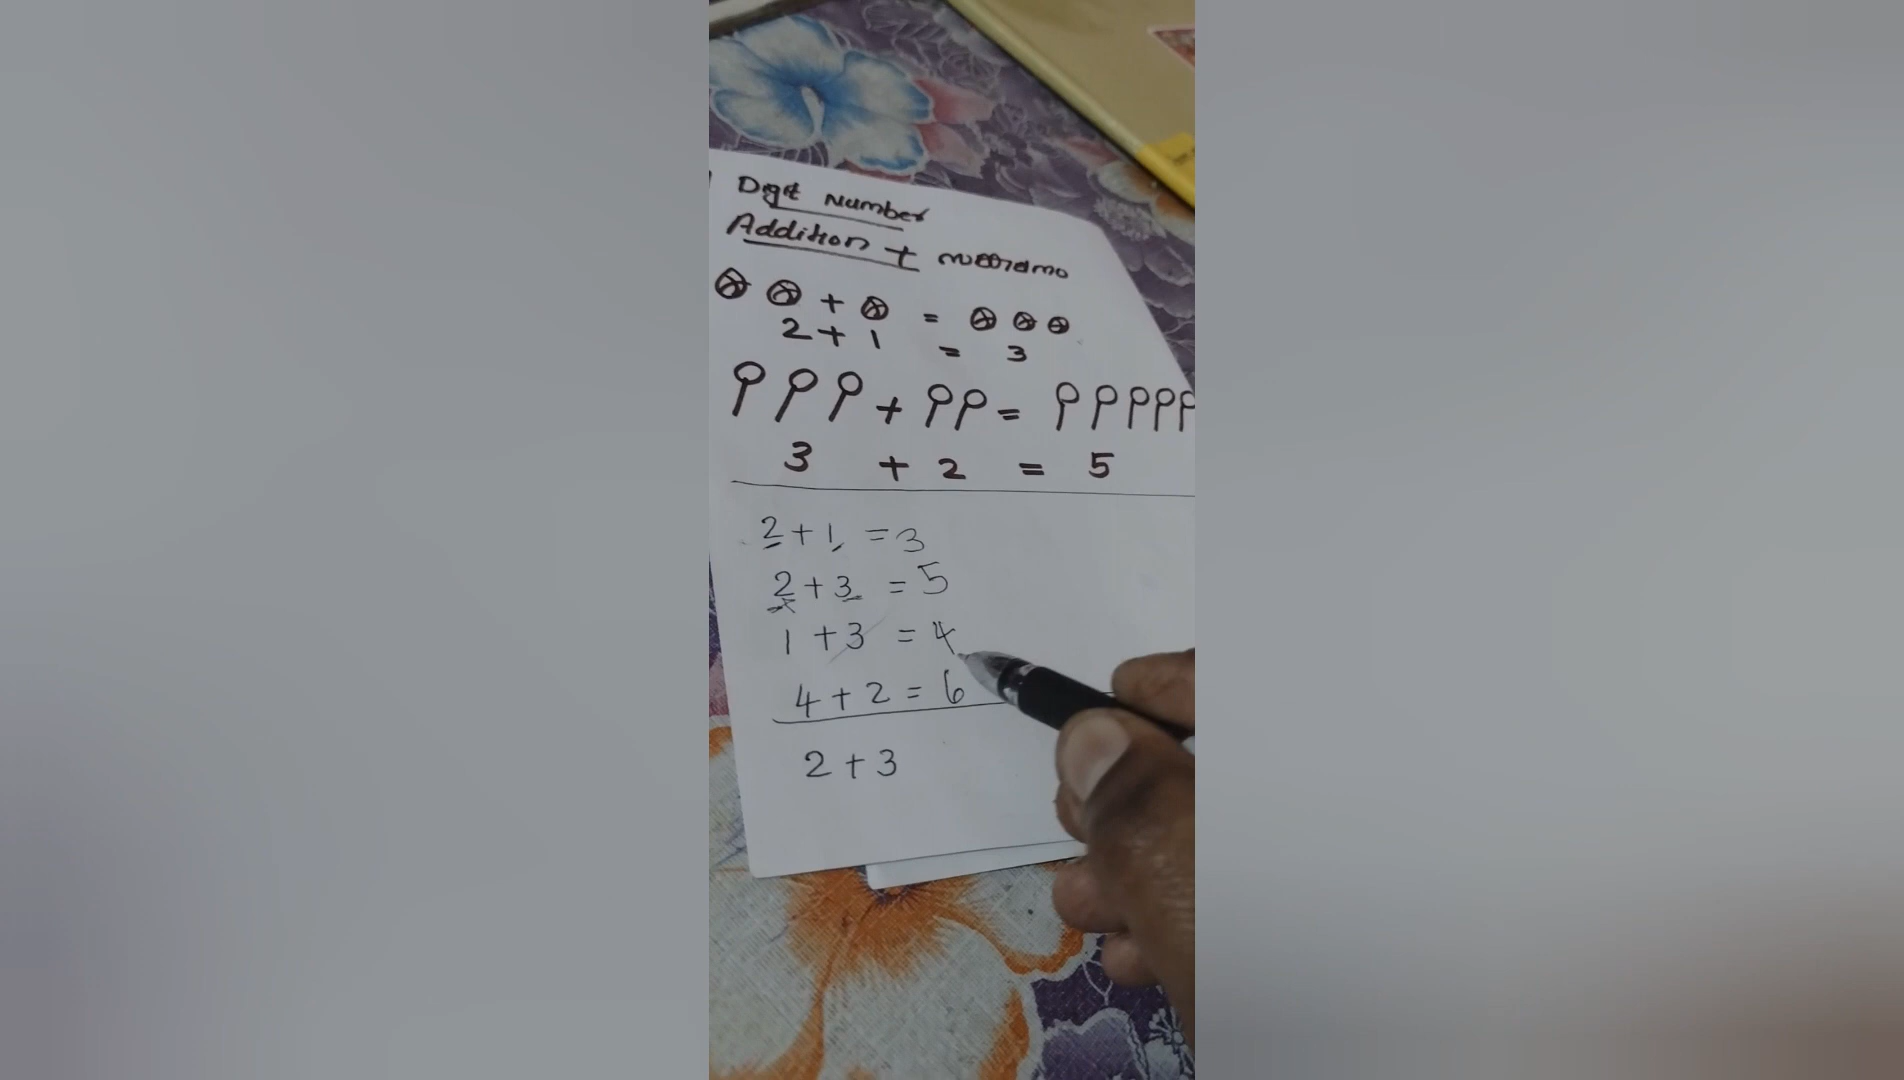 Digit Number
Addition +
+ =
2 + 1 = 3
+ =
3 + 2 = 5
2 + 1 = 3
2 + 3 = 5
1 + 3 = 4
4 + 2 = 6
2 + 3